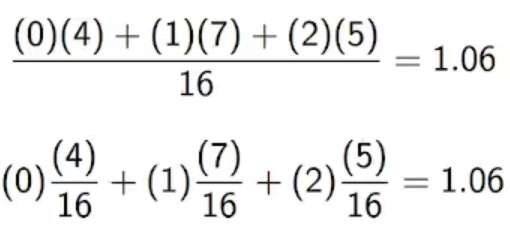 (0)(4) + (1)(7) + (2)(5)
16
= 1.06
(0)(4)/16 + (1)(7)/16 + (2)(5)/16 = 1.06